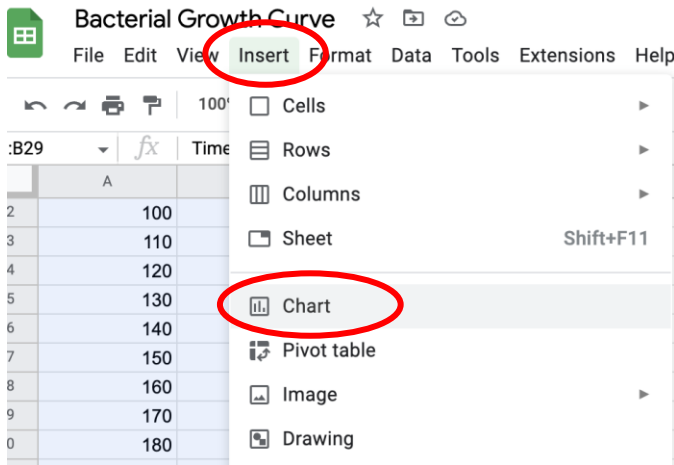 Bacterial Growth Curve
File Edit View Insert Format Data Tools Extensions Help
100%
:B29 fx Time
A
2 100
3 110
4 120
5 130
6 140
7 150
8 160
9 170
0 180
Cells
Rows
Columns
Sheet Shift+F11
Chart
Pivot table
Image
Drawing